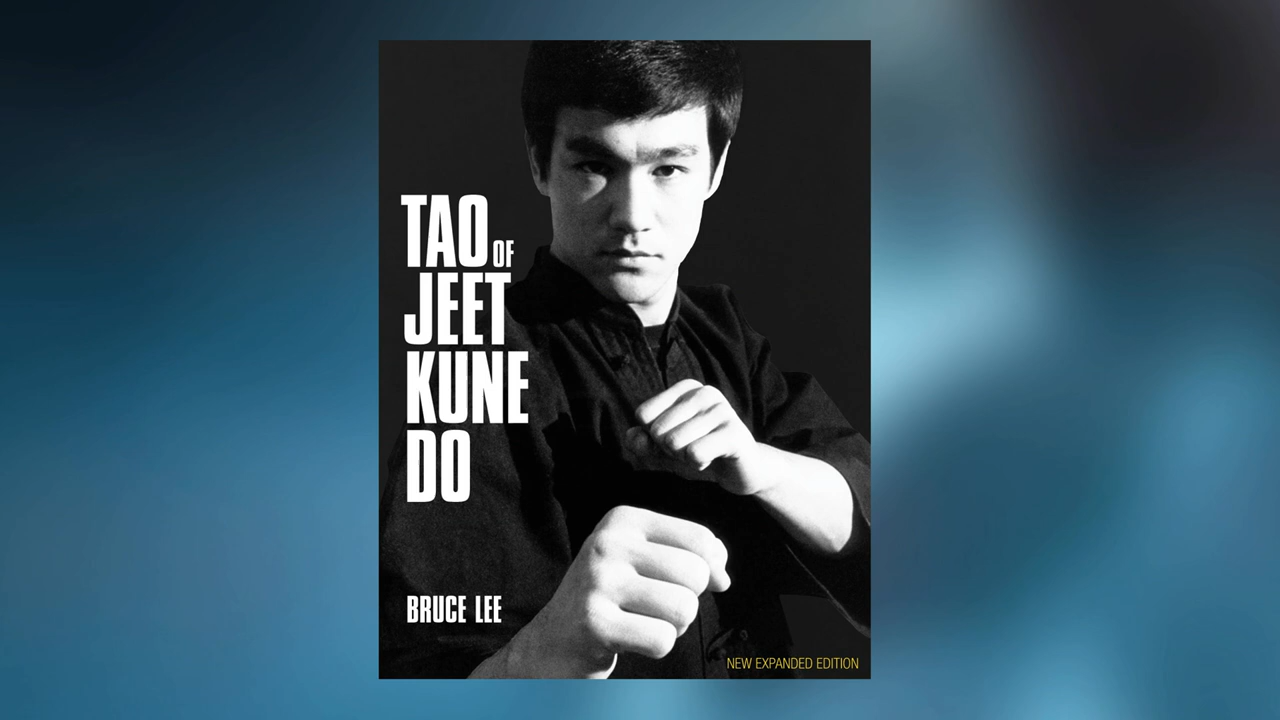 TAO OF
JEET
KUNE
DO
BRUCE LEE
NEW EXPANDED EDITION